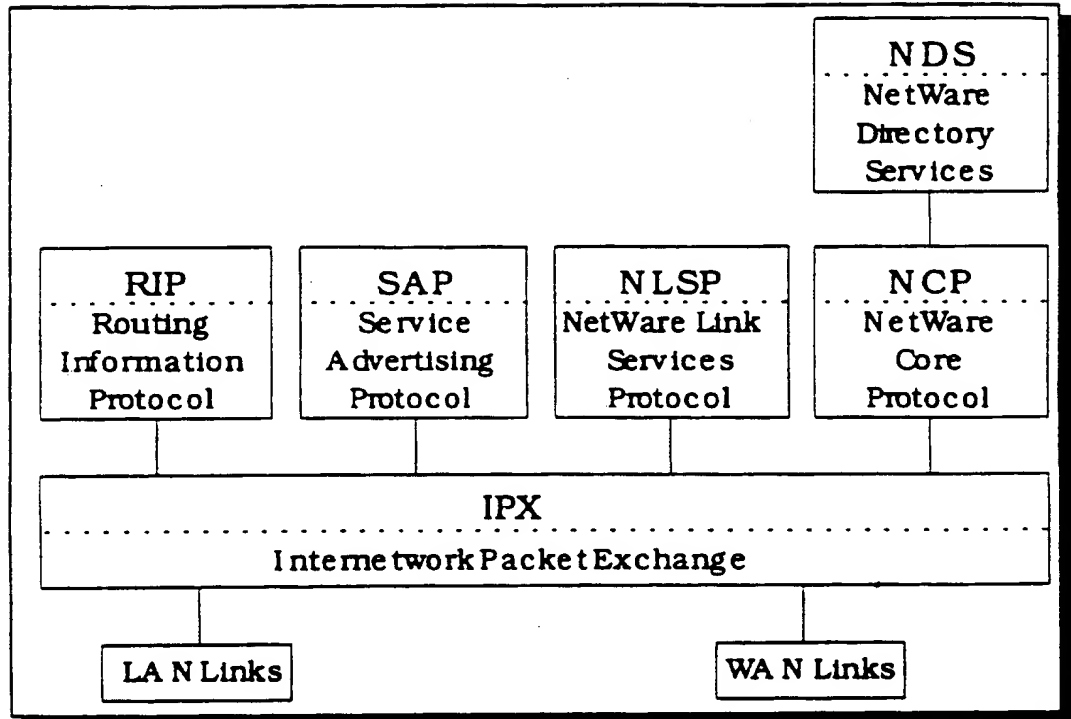 NDS
NetWare
Directory
Services
RIP
Routing
Information
Protocol
SAP
Service
Advertising
Protocol
NLSP
NetWare Link
Services
Protocol
NCP
NetWare
Core
Protocol
IPX
Internetwork Packet Exchange
LAN Links
WAN Links